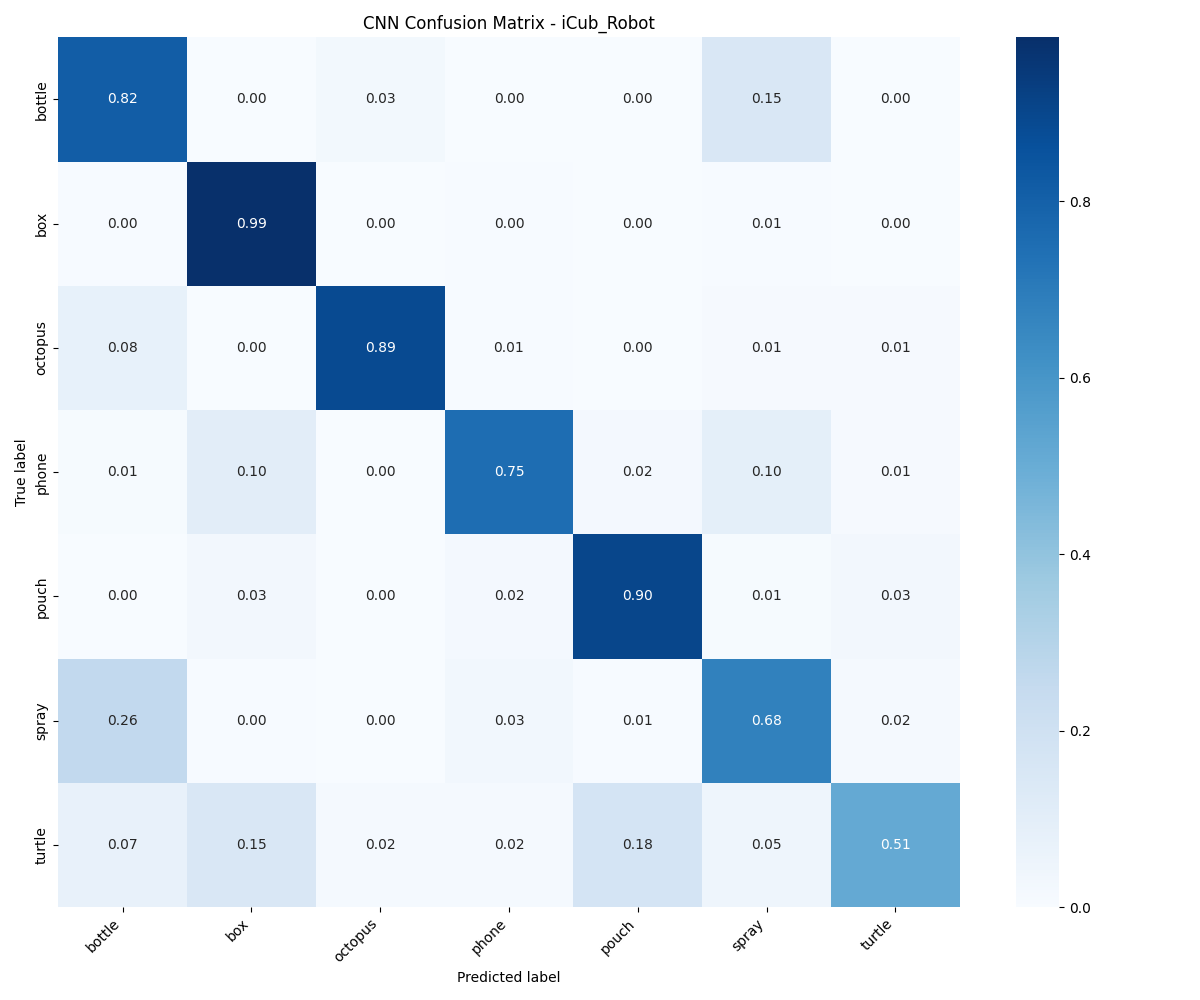 CNN Confusion Matrix - iCub_Robot
True label
bottle 0.82 0.00 0.03 0.00 0.00 0.15 0.00
box 0.00 0.99 0.00 0.00 0.00 0.01 0.00
octopus 0.08 0.00 0.89 0.01 0.00 0.01 0.01
phone 0.01 0.10 0.00 0.75 0.02 0.10 0.01
pouch 0.00 0.03 0.00 0.02 0.90 0.01 0.03
spray 0.26 0.00 0.00 0.03 0.01 0.68 0.02
turtle 0.07 0.15 0.02 0.02 0.18 0.05 0.51
bottle box octopus phone pouch spray turtle
Predicted label
0.8
0.6
0.4
0.2
0.0